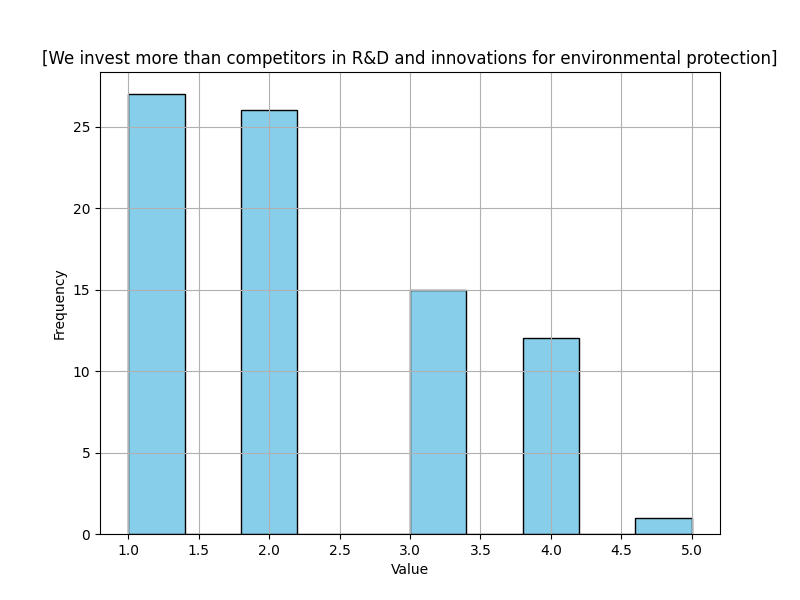 [We invest more than competitors in R&D and innovations for environmental protection]
25
20
15
10
5
0
Frequency
1.0 1.5 2.0 2.5 3.0 3.5 4.0 4.5 5.0
Value